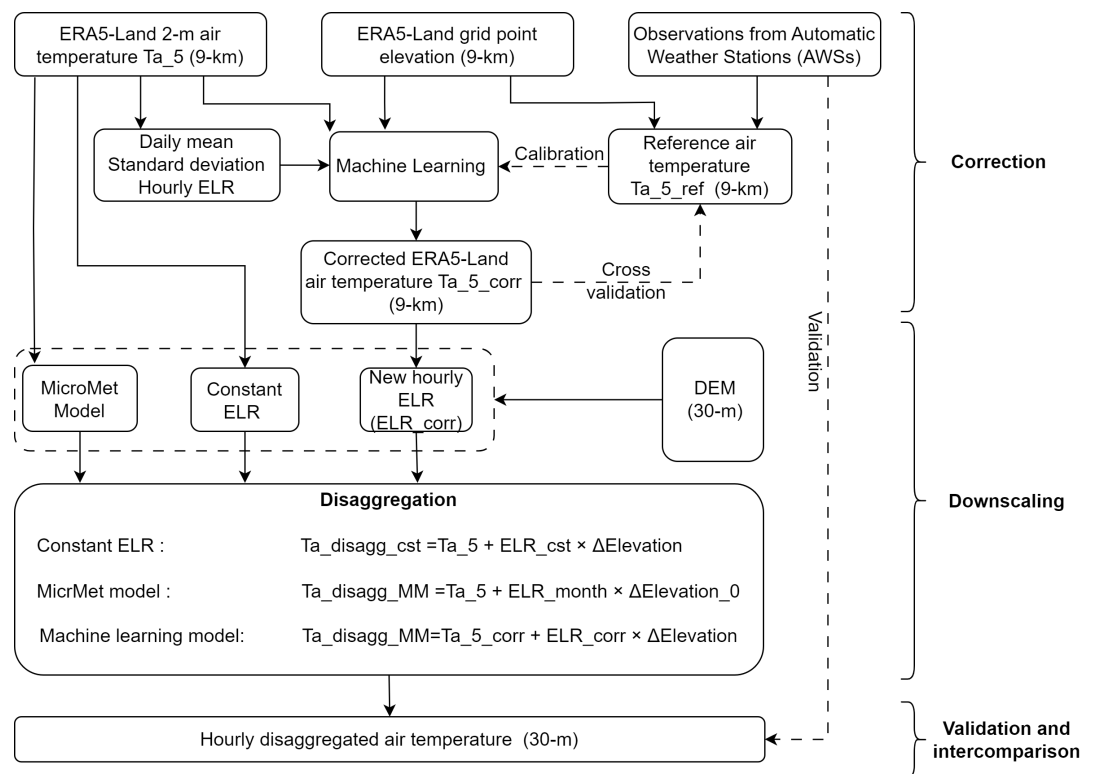 ERA5-Land 2-m air
temperature Ta_5 (9-km)
ERA5-Land grid point
elevation (9-km)
Observations from Automatic
Weather Stations (AWSs)
Daily mean
Standard deviation
Hourly ELR
Machine Learning
Calibration
Reference air
temperature
Ta_5_ref (9-km)
Correction
Corrected ERA5-Land
air temperature Ta_5_corr
(9-km)
Cross
validation
Validation
MicroMet
Model
Constant
ELR
New hourly
ELR
(ELR_corr)
DEM
(30-m)
Downscaling
Disaggregation
Constant ELR : Ta_disagg_cst =Ta_5 + ELR_cst × ΔElevation
MicrMet model : Ta_disagg_MM =Ta_5 + ELR_month × ΔElevation_0
Machine learning model: Ta_disagg_MM=Ta_5_corr + ELR_corr × ΔElevation
Hourly disaggregated air temperature (30-m)
Validation and
intercomparison